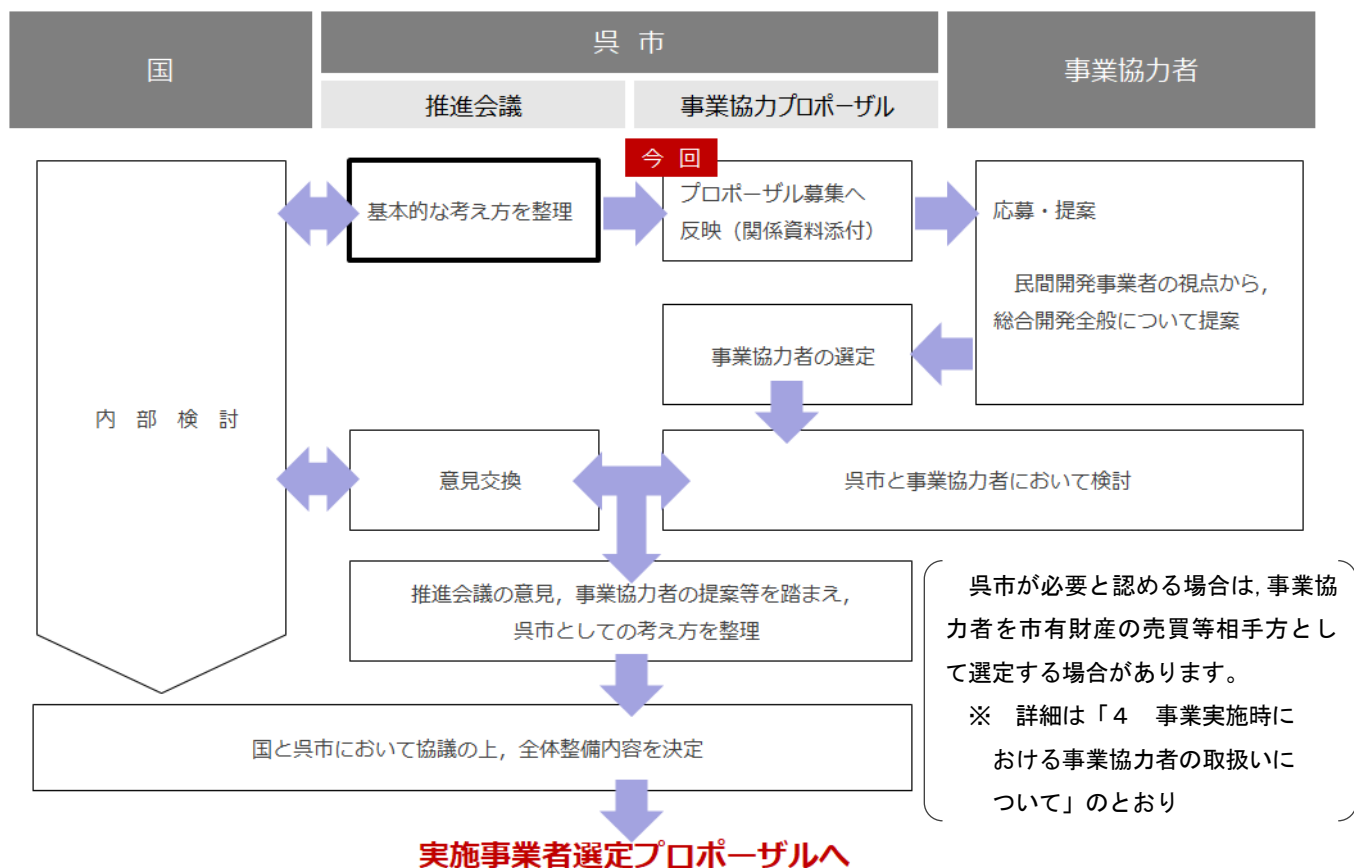 国
呉 市
事業協力者
推進会議
事業協力プロポーザル
今 回
基本的な考え方を整理
プロポーザル募集へ
反映（関係資料添付）
応募・提案
民間開発事業者の視点から，
総合開発全般について提案
事業協力者の選定
内 部 検 討
意見交換
呉市と事業協力者において検討
推進会議の意見，事業協力者の提案等を踏まえ，
呉市としての考え方を整理
呉市が必要と認める場合は，事業協
力者を市有財産の売買等相手方とし
て選定する場合があります。
※ 詳細は「４ 事業実施時に
おける事業協力者の取扱いに
ついて」のとおり
国と呉市において協議の上，全体整備内容を決定
実施事業者選定プロポーザルへ